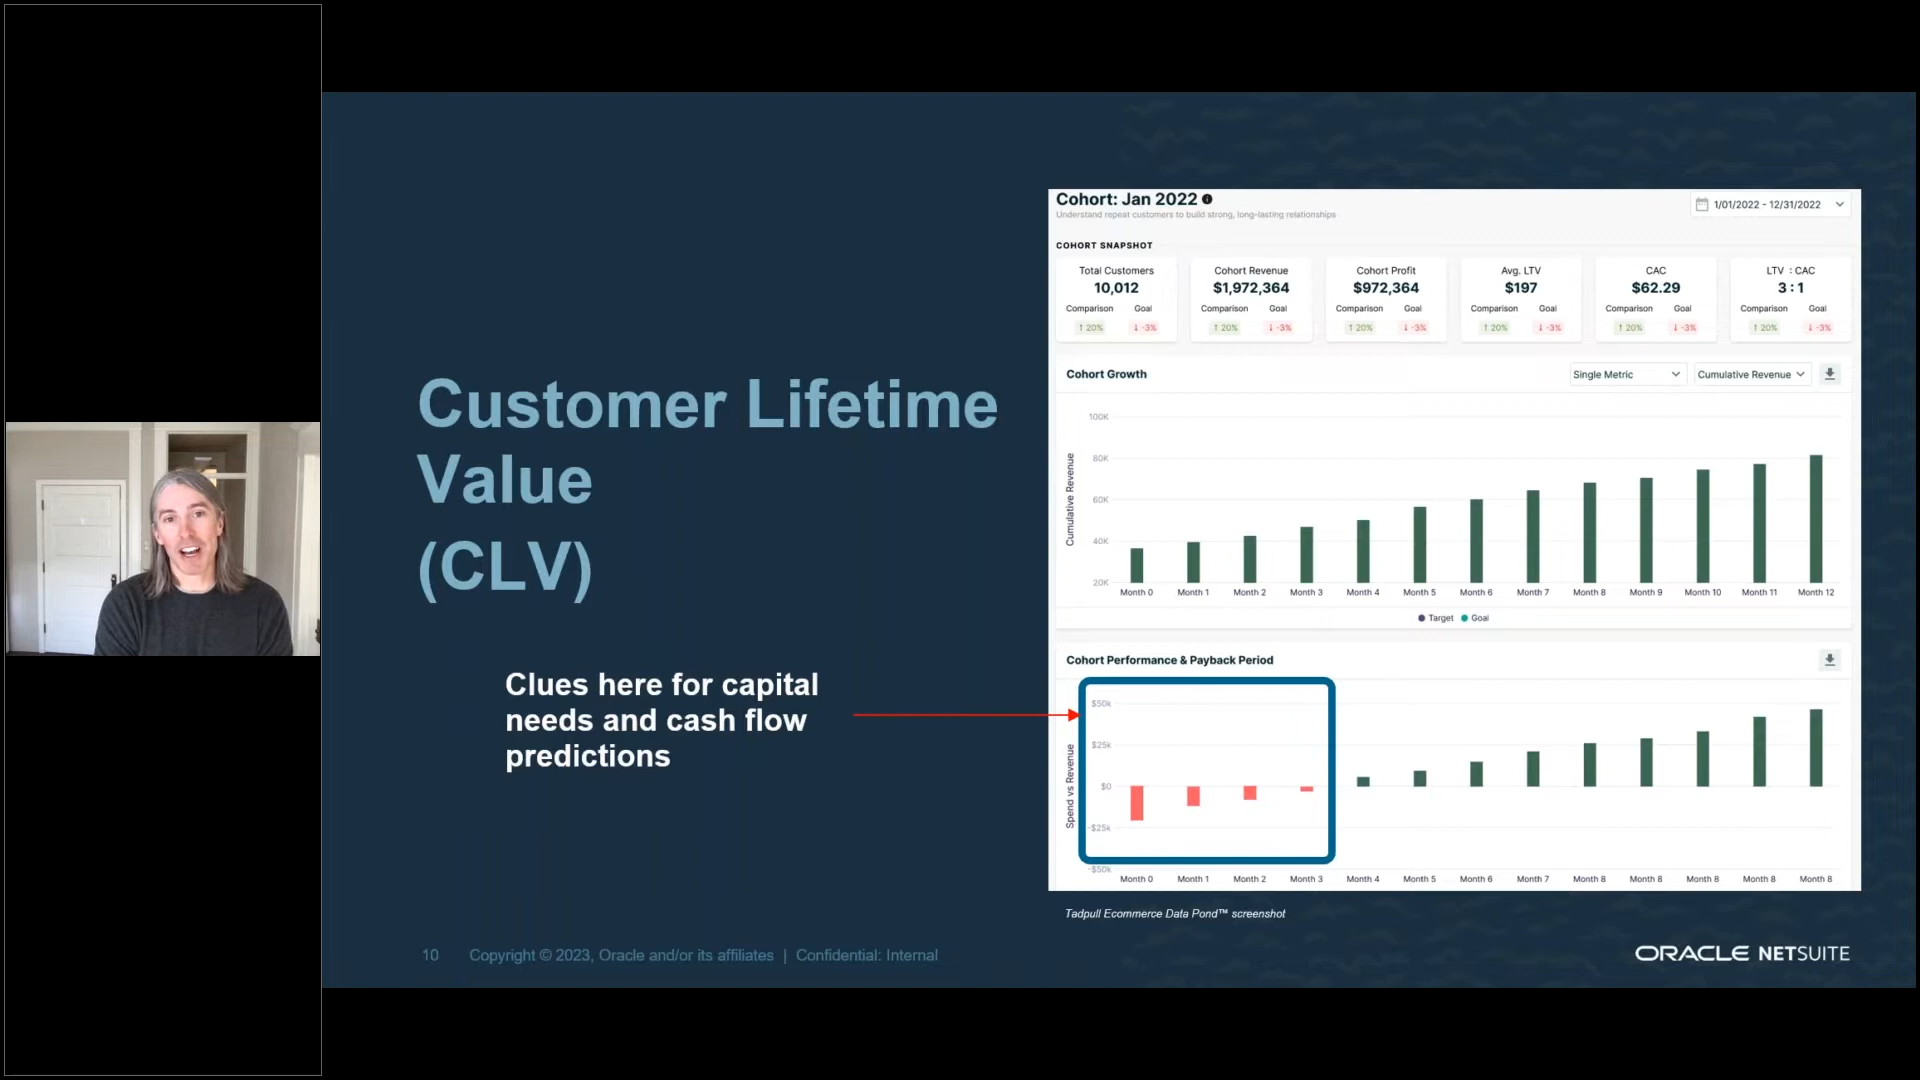 Customer Lifetime
Value
(CLV)
Clues here for capital
needs and cash flow
predictions
Cohort: Jan 2022
Understand repeat customers to build strong, long-lasting relationships
1/01/2022 - 12/31/2022
COHORT SNAPSHOT
Total Customers
10,012
Comparison Goal
↑ 20% ↓ -3%
Cohort Revenue
$1,972,364
Comparison Goal
↑ 20% ↓ -3%
Cohort Profit
$972,364
Comparison Goal
↑ 20% ↓ -3%
Avg. LTV
$197
Comparison Goal
↑ 20% ↓ -3%
CAC
$62.29
Comparison Goal
↑ 20% ↓ -3%
LTV : CAC
3 : 1
Comparison Goal
↑ 20% ↓ -3%
Cohort Growth
Single Metric
Cumulative Revenue
Cumulative Revenue
100K
80K
60K
40K
20K
Month 0 Month 1 Month 2 Month 3 Month 4 Month 5 Month 6 Month 7 Month 8 Month 9 Month 10 Month 11 Month 12
Target Goal
Cohort Performance & Payback Period
Spend vs Revenue
$50k
$25k
$0
-$25k
-$50k
Month 0 Month 1 Month 2 Month 3 Month 4 Month 5 Month 6 Month 7 Month 8 Month 8 Month 8 Month 8 Month 8
Tadpull Ecommerce Data Pond™ screenshot
10 Copyright © 2023, Oracle and/or its affiliates | Confidential: Internal
ORACLE NETSUITE